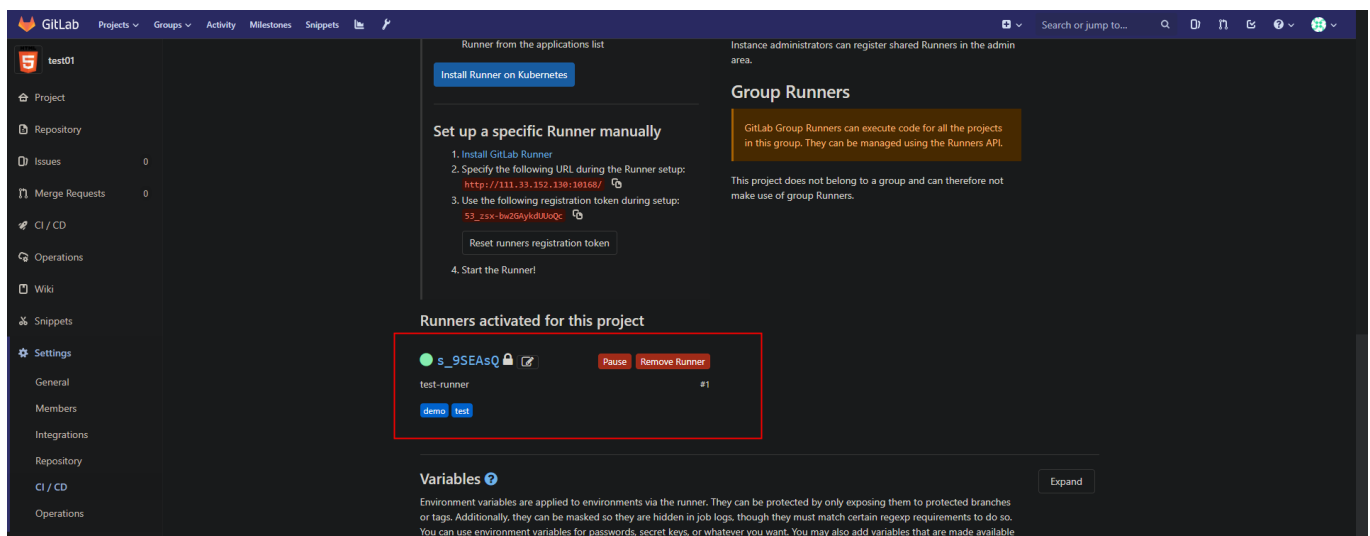 GitLab Projects Groups Activity Milestones Snippets Search or jump to...
test01
Project
Repository
Issues 0
Merge Requests 0
CI / CD
Operations
Wiki
Snippets
Settings
General
Members
Integrations
Repository
CI / CD
Operations
Runner from the applications list
Install Runner on Kubernetes
Set up a specific Runner manually
1. Install GitLab Runner
2. Specify the following URL during the Runner setup:
http://111.33.152.130:10168/
3. Use the following registration token during setup:
53_zsx-bw2GAykdUUoQc
Reset runners registration token
4. Start the Runner!
Instance administrators can register shared Runners in the admin
area.
Group Runners
GitLab Group Runners can execute code for all the projects
in this group. They can be managed using the Runners API.
This project does not belong to a group and can therefore not
make use of group Runners.
Runners activated for this project
s_9SEAsQ Pause Remove Runner
test-runner #1
demo test
Variables Expand
Environment variables are applied to environments via the runner. They can be protected by only exposing them to protected branches
or tags. Additionally, they can be masked so they are hidden in job logs, though they must match certain regexp requirements to do so.
You can use environment variables for passwords, secret keys, or whatever you want. You may also add variables that are made available